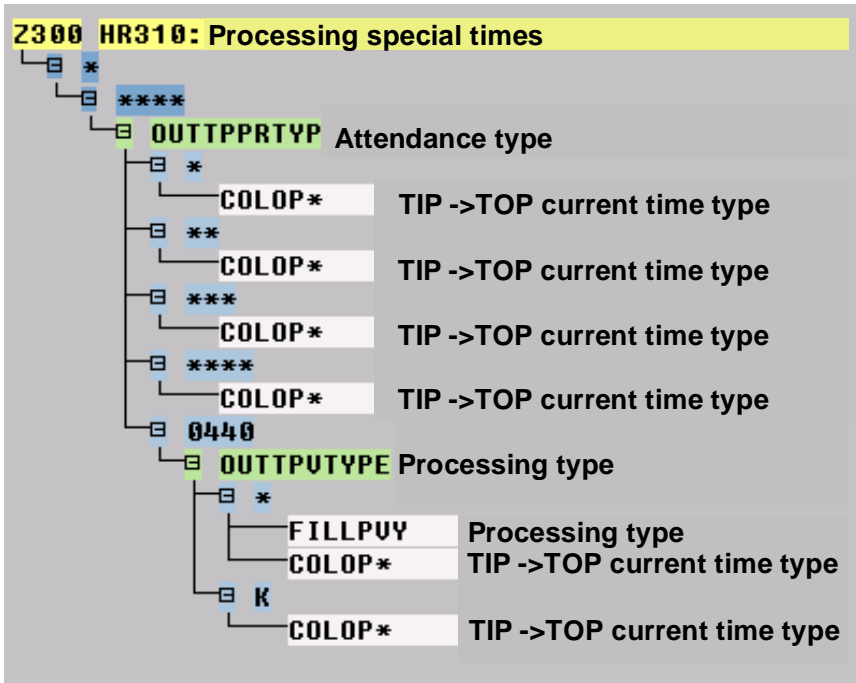 Z300 HR310: Processing special times
*
****
OUTTPPRTYP Attendance type
*
COLOP* TIP ->TOP current time type
**
COLOP* TIP ->TOP current time type
***
COLOP* TIP ->TOP current time type
****
COLOP* TIP ->TOP current time type
0440
OUTTPVTYPE Processing type
*
FILLPVY Processing type
COLOP* TIP ->TOP current time type
K
COLOP* TIP ->TOP current time type